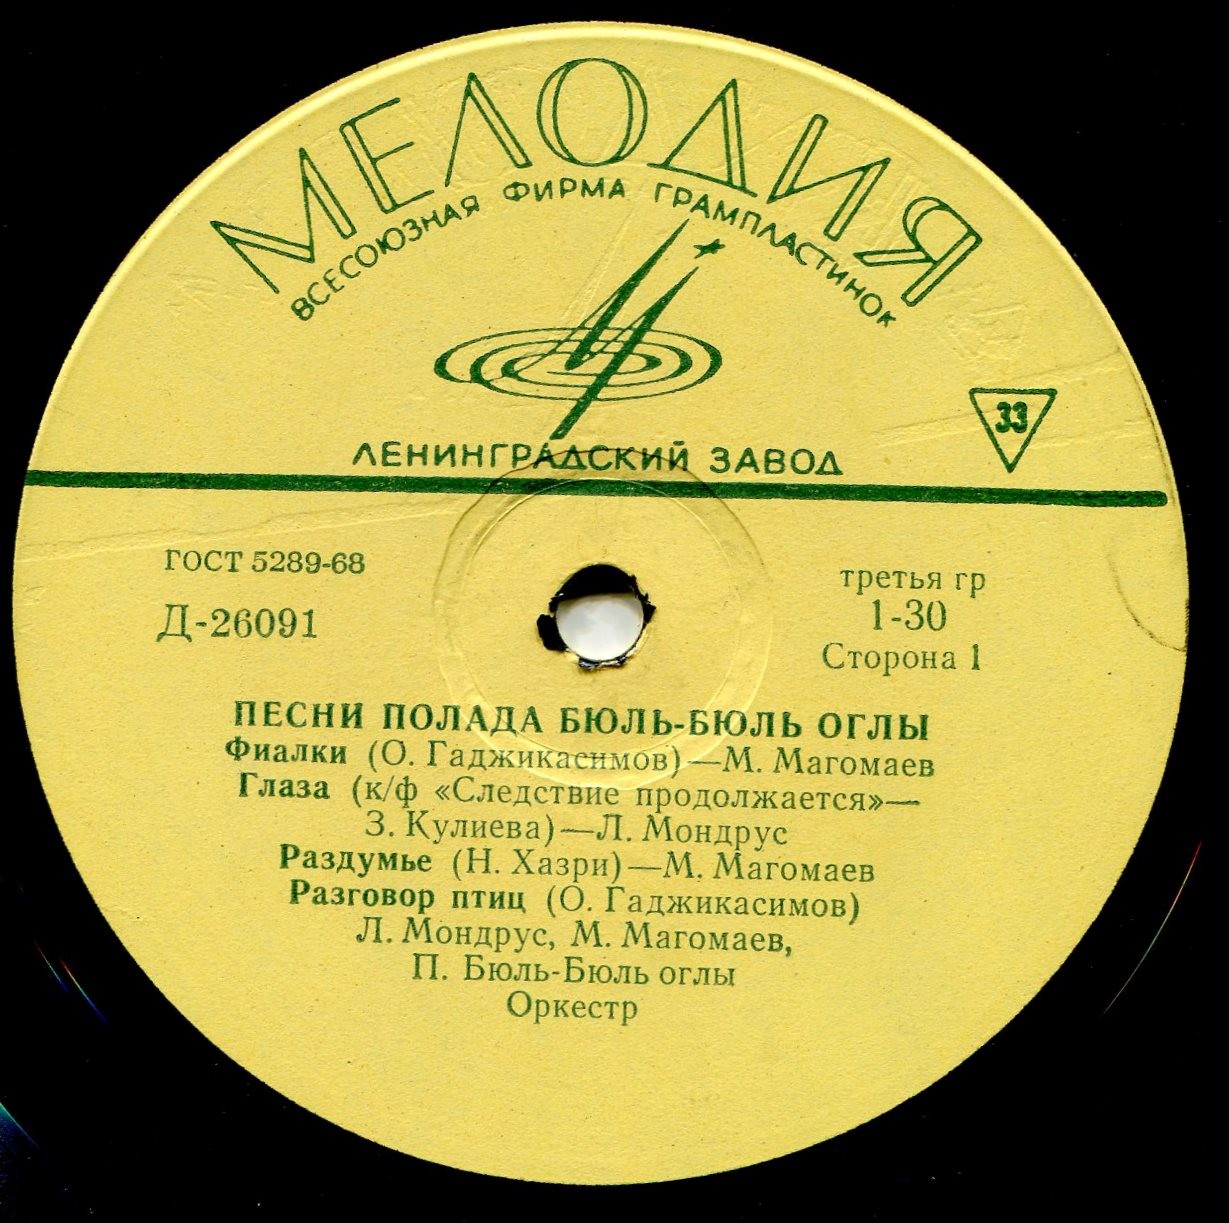 МЕЛОДИЯ
ВСЕСОЮЗНАЯ ФИРМА ГРАМПЛАСТИНОК
ЛЕНИНГРАДСКИЙ ЗАВОД
33
ГОСТ 5289-68
Д-26091
третья гр
1-30
Сторона 1
ПЕСНИ ПОЛАДА БЮЛЬ-БЮЛЬ ОГЛЫ
Фиалки (О. Гаджикасимов)—М. Магомаев
Глаза (к/ф «Следствие продолжается»—
З. Кулиева)—Л. Мондрус
Раздумье (Н. Хазри)—М. Магомаев
Разговор птиц (О. Гаджикасимов)
Л. Мондрус, М. Магомаев,
П. Бюль-Бюль оглы
Оркестр